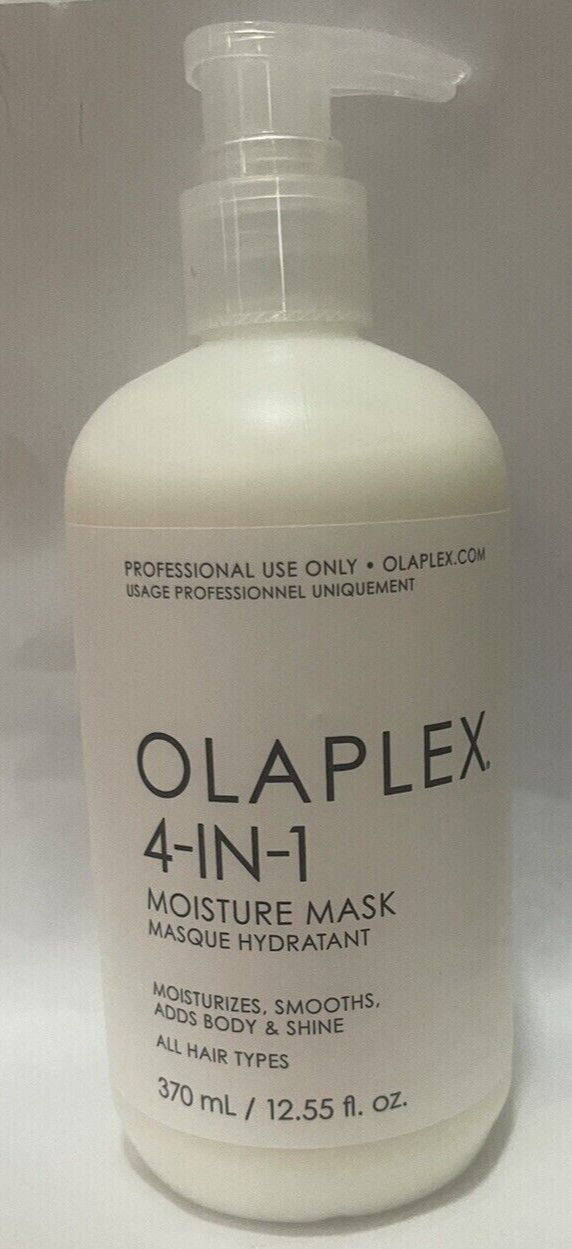 PROFESSIONAL USE ONLY • OLAPLEX.COM
USAGE PROFESSIONNEL UNIQUEMENT
OLAPLEX.
4-IN-1
MOISTURE MASK
MASQUE HYDRATANT
MOISTURIZES, SMOOTHS,
ADDS BODY & SHINE
ALL HAIR TYPES
370 mL / 12.55 fl. oz.